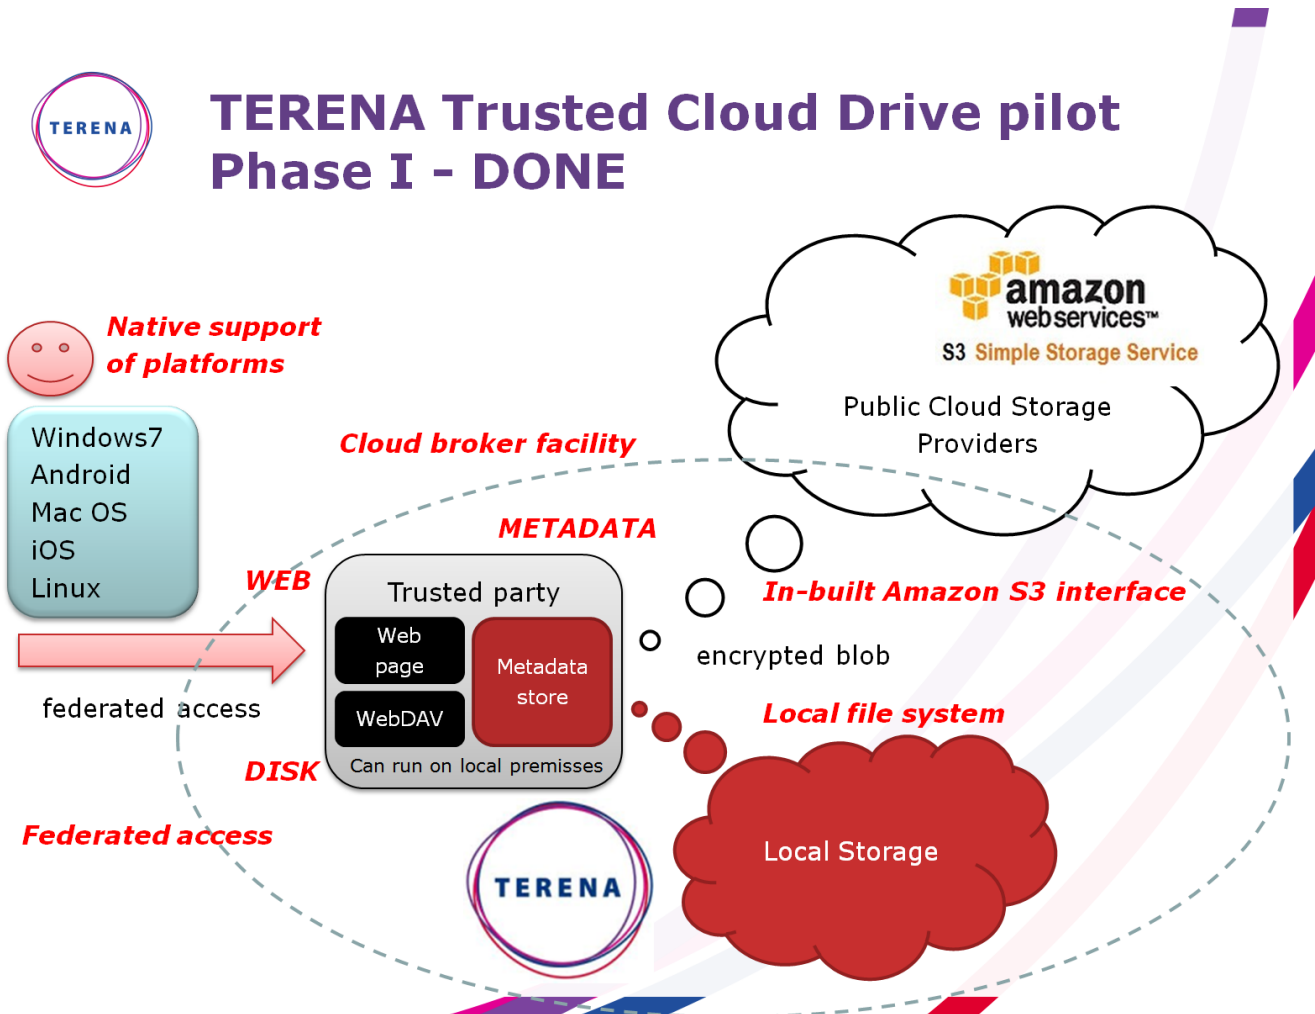 TERENA
TERENA Trusted Cloud Drive pilot
Phase I - DONE
amazon
webservices™
S3 Simple Storage Service
Public Cloud Storage
Providers
Native support
of platforms
Windows7
Android
Mac OS
iOS
Linux
Cloud broker facility
METADATA
WEB
Trusted party
Web
page
WebDAV
Metadata
store
Can run on local premisses
In-built Amazon S3 interface
encrypted blob
federated access
Local file system
DISK
Federated access
Local Storage
TERENA